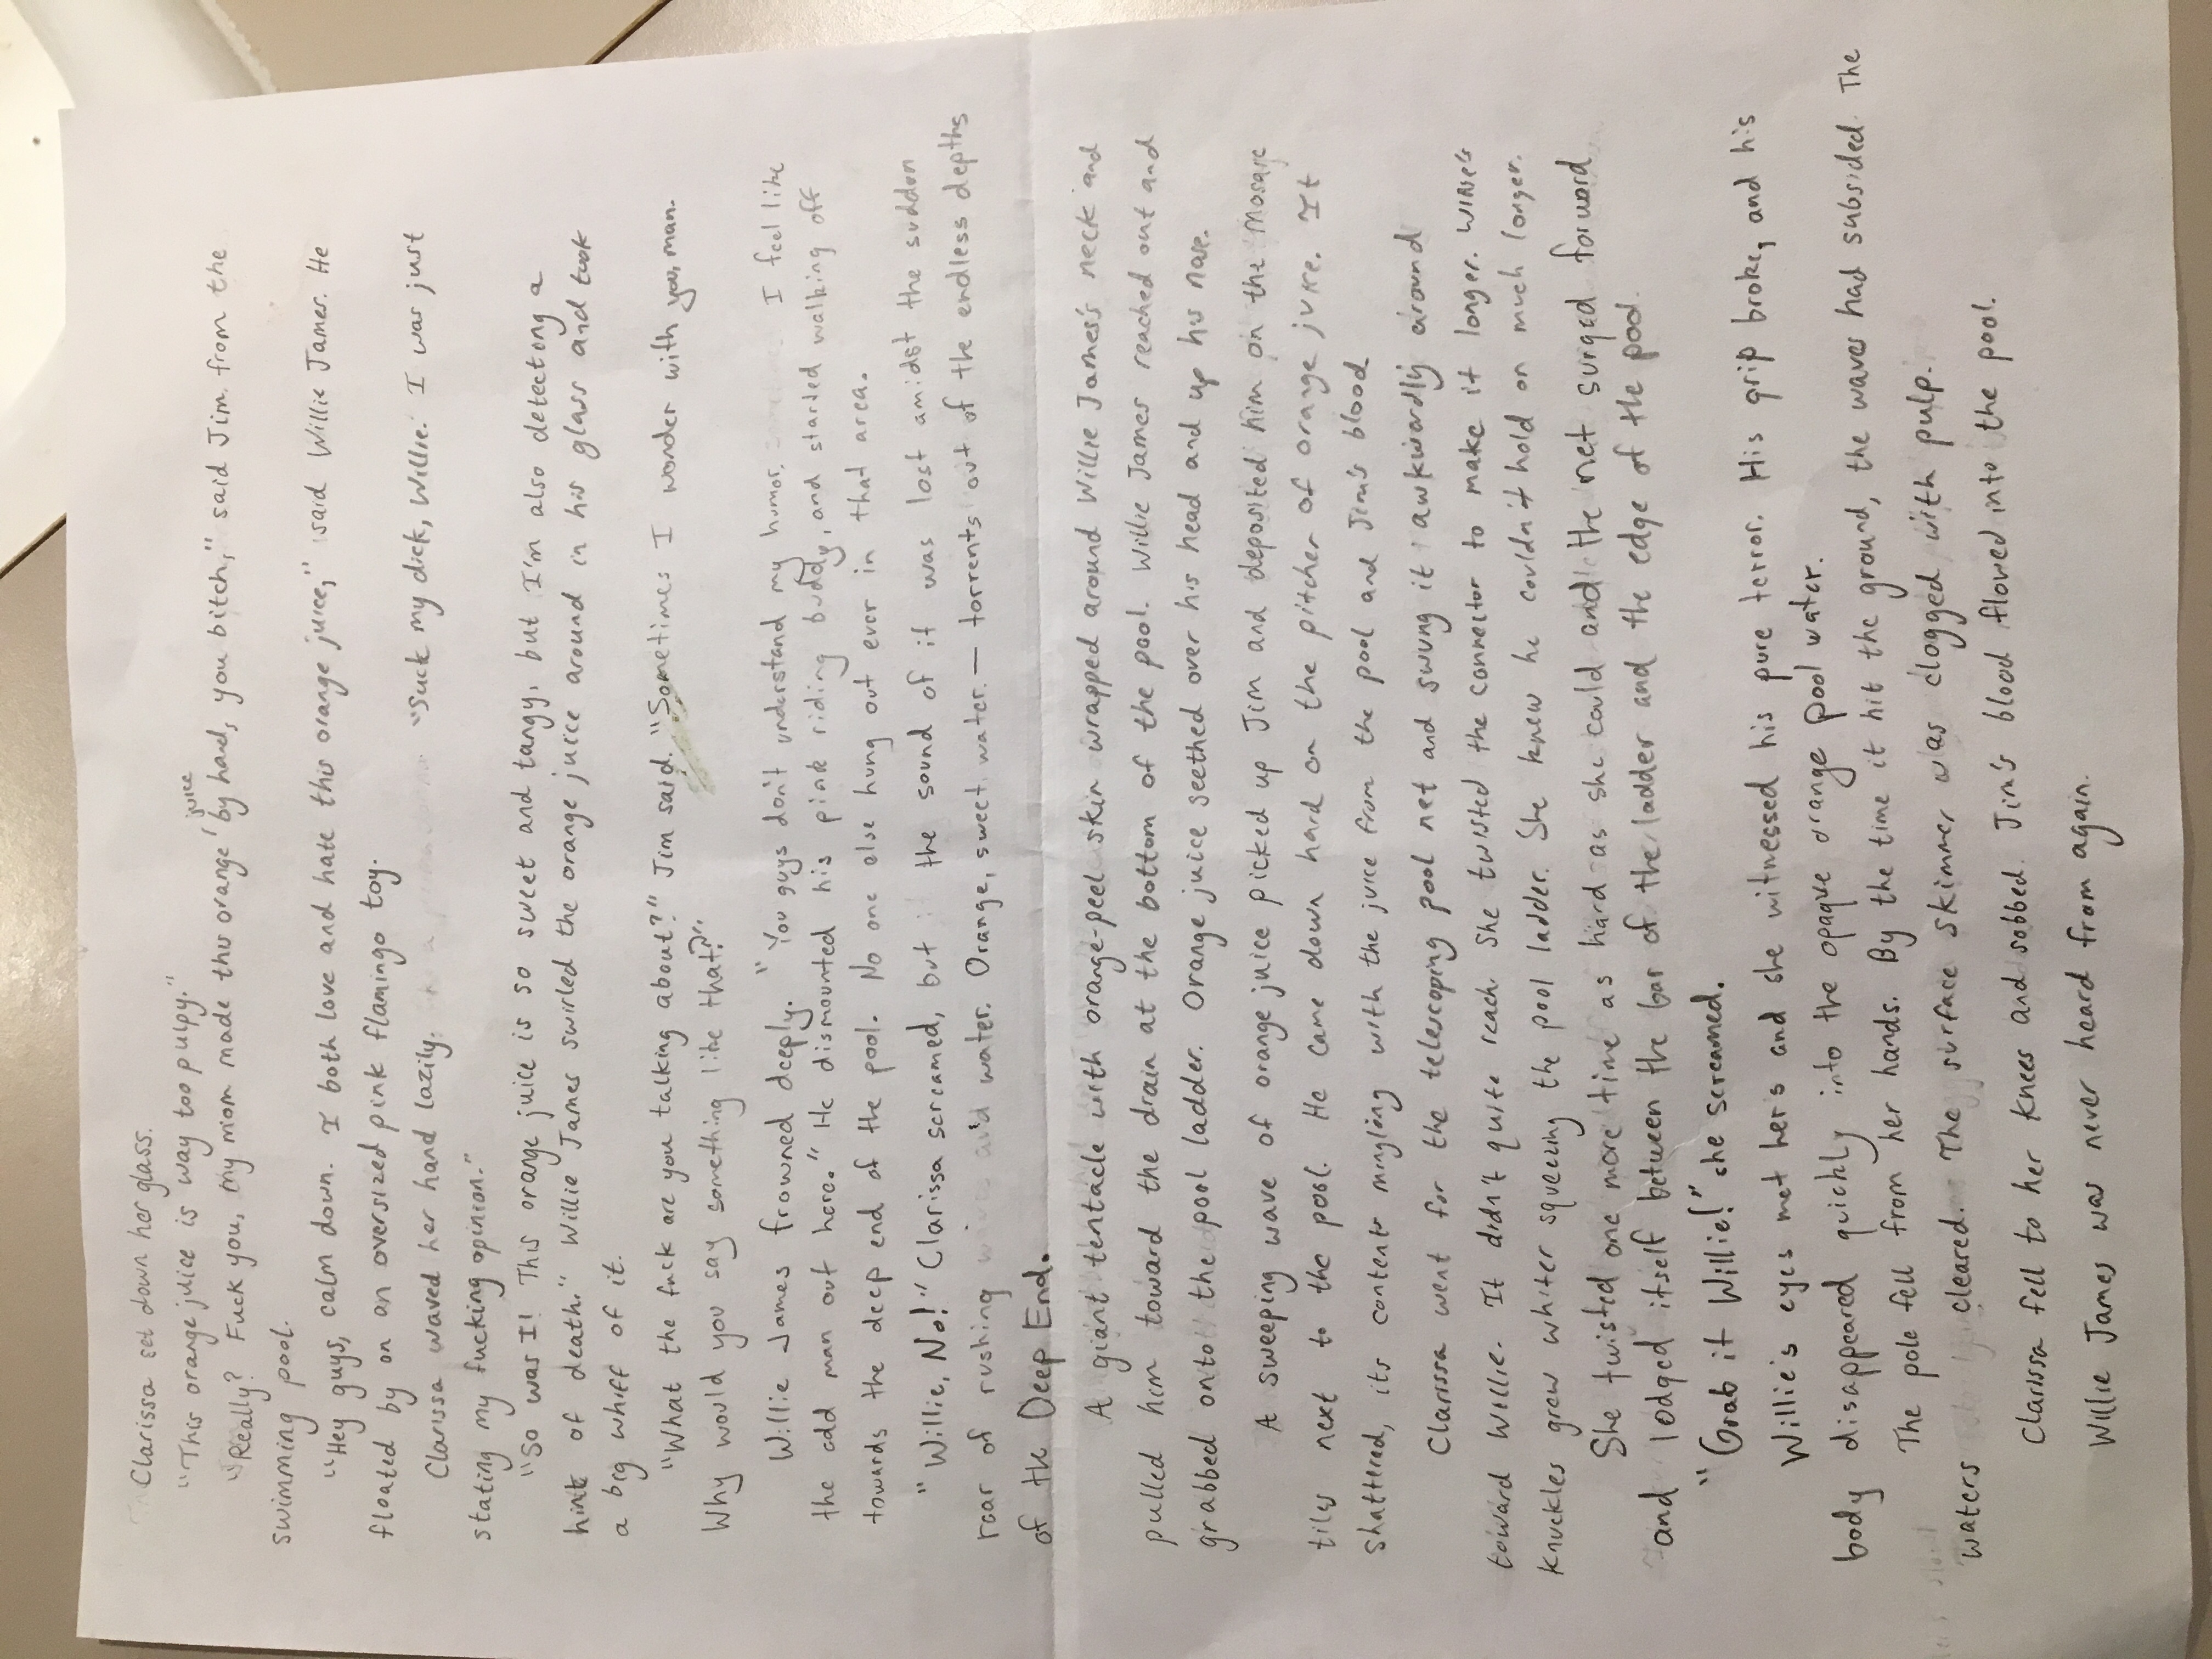 Clarissa set down her glass.
"This orange juice is way too pulpy."
"Really? Fuck you, my mom made this orange juice by hand, you bitch," said Jim from the
swimming pool.
"Hey guys, calm down. I both love and hate this orange juice," said Willie James. He
floated by on an oversized pink flamingo toy.
Clarissa waved her hand lazily. "Suck my dick, Willie. I was just
stating my fucking opinion."
"So was I! This orange juice is so sweet and tangy, but I'm also detecting a
hint of death." Willie James swirled the orange juice around in his glass and took
a big whiff of it.
"What the fuck are you talking about?" Jim said. "Sometimes I wonder with you, man.
Why would you say something like that?"
Willie James frowned deeply. "You guys don't understand my humor. I feel like
the odd man out here." He dismounted his pink riding buddy, and started walking off
towards the deep end of the pool. No one else hung out ever in that area.
"Willie, No!" Clarissa screamed, but the sound of it was lost amidst the sudden
roar of rushing water. Orange, sweet water. — torrents out of the endless depths
of the Deep End.
A giant tentacle with orange-peel skin wrapped around Willie James's neck and
pulled him toward the drain at the bottom of the pool. Willie James reached out and
grabbed onto the pool ladder. Orange juice seethed over his head and up his nose.
A sweeping wave of orange juice picked up Jim and deposited him on the mosaic
tiles next to the pool. He came down hard on the pitcher of orange juice. It
shattered, its contents mingling with the juice from the pool and Jim's blood
Clarissa went for the telescoping pool net and swung it awkwardly around
toward Willie. It didn't quite reach. She twisted the connector to make it longer. Willie's
knuckles grew whiter squeezing the pool ladder. She knew he couldn't hold on much longer.
She twisted one more time as hard as she could and the net surged forward
and lodged itself between the bar of the ladder and the edge of the pool.
"Grab it Willie!" she screamed.
Willie's eyes met her's and she witnessed his pure terror. His grip broke, and his
body disappeared quickly into the opaque orange pool water.
The pole fell from her hands. By the time it hit the ground, the waves had subsided. The
waters cleared. The surface skimmer was clogged with pulp.
Clarissa fell to her knees and sobbed. Jim's blood flowed into the pool.
Willie James was never heard from again.